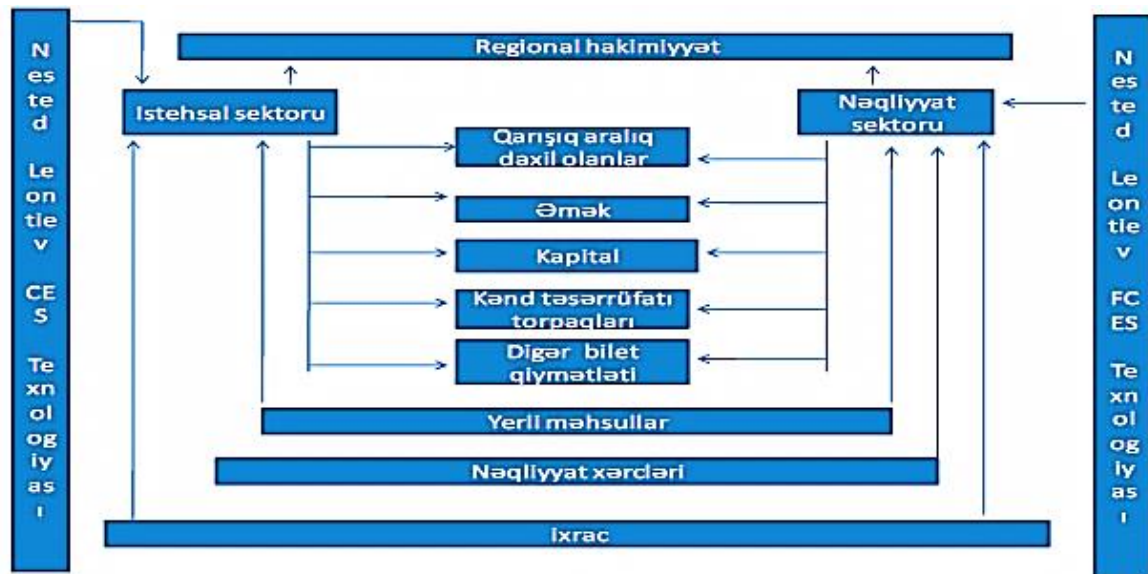 N
es
te
d
Le
on
tie
v
CE
S
Te
xn
ol
og
iy
as
ı
Regional hakimiyyət
Istehsal sektoru
Nəqliyyat
sektoru
Qarışıq aralıq
daxil olanlar
Əmək
Kapital
Kənd təsərrüfatı
torpaqları
Digər bilet
qiymətləti
Yerli məhsullar
Nəqliyyat xərcləri
İxrac
N
es
te
d
Le
on
tie
v
FC
ES
Te
xn
ol
og
iy
as
ı